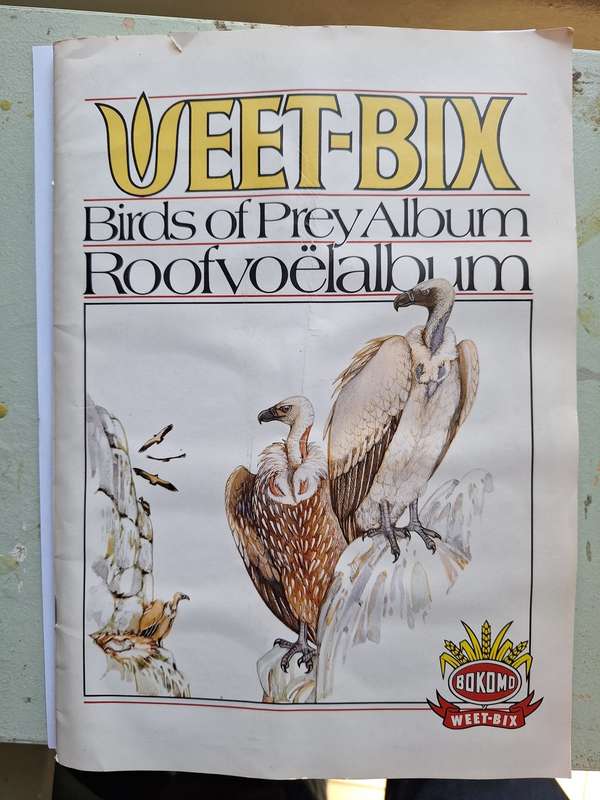 WEET-BIX
Birds of Prey Album
Roofvoëlalbum
BOKOMO
WEET-BIX